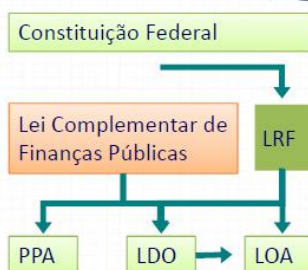 Constituição Federal
Lei Complementar de
Finanças Públicas
LRF
PPA
LDO
LOA